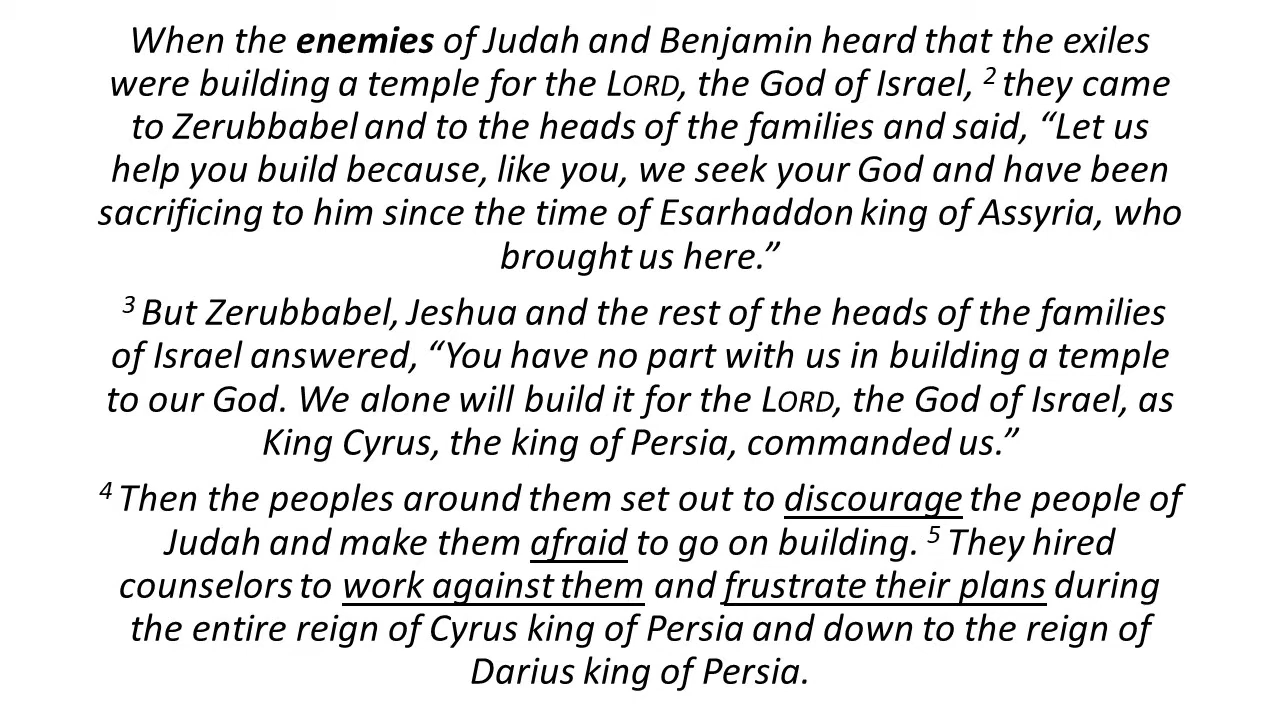 When the enemies of Judah and Benjamin heard that the exiles
were building a temple for the LORD, the God of Israel, 2 they came
to Zerubbabel and to the heads of the families and said, “Let us
help you build because, like you, we seek your God and have been
sacrificing to him since the time of Esarhaddon king of Assyria, who
brought us here.”
3 But Zerubbabel, Jeshua and the rest of the heads of the families
of Israel answered, “You have no part with us in building a temple
to our God. We alone will build it for the LORD, the God of Israel, as
King Cyrus, the king of Persia, commanded us.”
4 Then the peoples around them set out to discourage the people of
Judah and make them afraid to go on building. 5 They hired
counselors to work against them and frustrate their plans during
the entire reign of Cyrus king of Persia and down to the reign of
Darius king of Persia.